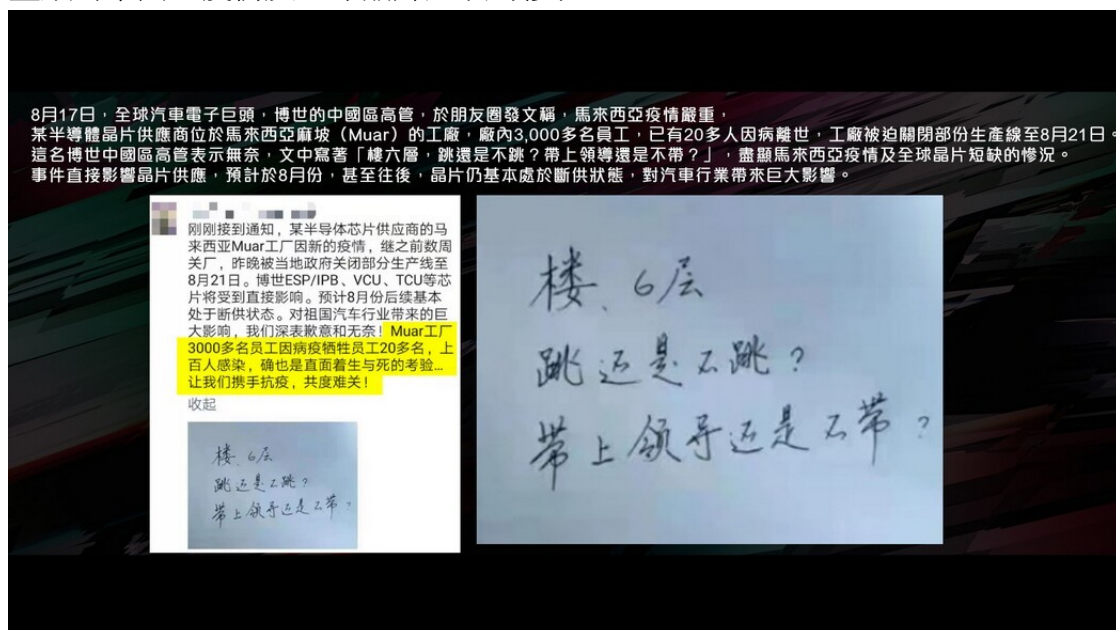 8月17日，全球汽車電子巨頭，博世的中國區高管，於朋友圈發文稱，馬來西亞疫情嚴重，
某半導體晶片供應商位於馬來西亞麻坡（Muar）的工廠，廠內3,000多名員工，已有20多人因病離世，工廠被迫關閉部份生產線至8月21日。
這名博世中國區高管表示無奈，文中寫著「樓六層，跳還是不跳？帶上領導還是不帶？」，盡顯馬來西亞疫情及全球晶片短缺的慘況。
事件直接影響晶片供應，預計於8月份，甚至往後，晶片仍基本處於斷供狀態，對汽車行業帶來巨大影響。
刚刚接到通知，某半导体芯片供应商的马
来西亚Muar工厂因新的疫情，继之前数周
关厂，昨晚被当地政府关闭部分生产线至
8月21日。博世ESP/IPB、VCU、TCU等芯
片将受到直接影响。预计8月份后续基本
处于断供状态。对祖国汽车行业带来的巨
大影响，我们深表歉意和无奈！Muar工厂
3000多名员工因病疫牺牲员工20多名，上
百人感染，确也是直面着生与死的考验...
让我们携手抗疫，共度难关！
收起
楼、6层
跳还是不跳？
带上领导还是不带？
楼、6层
跳还是不跳？
带上领导还是不带？